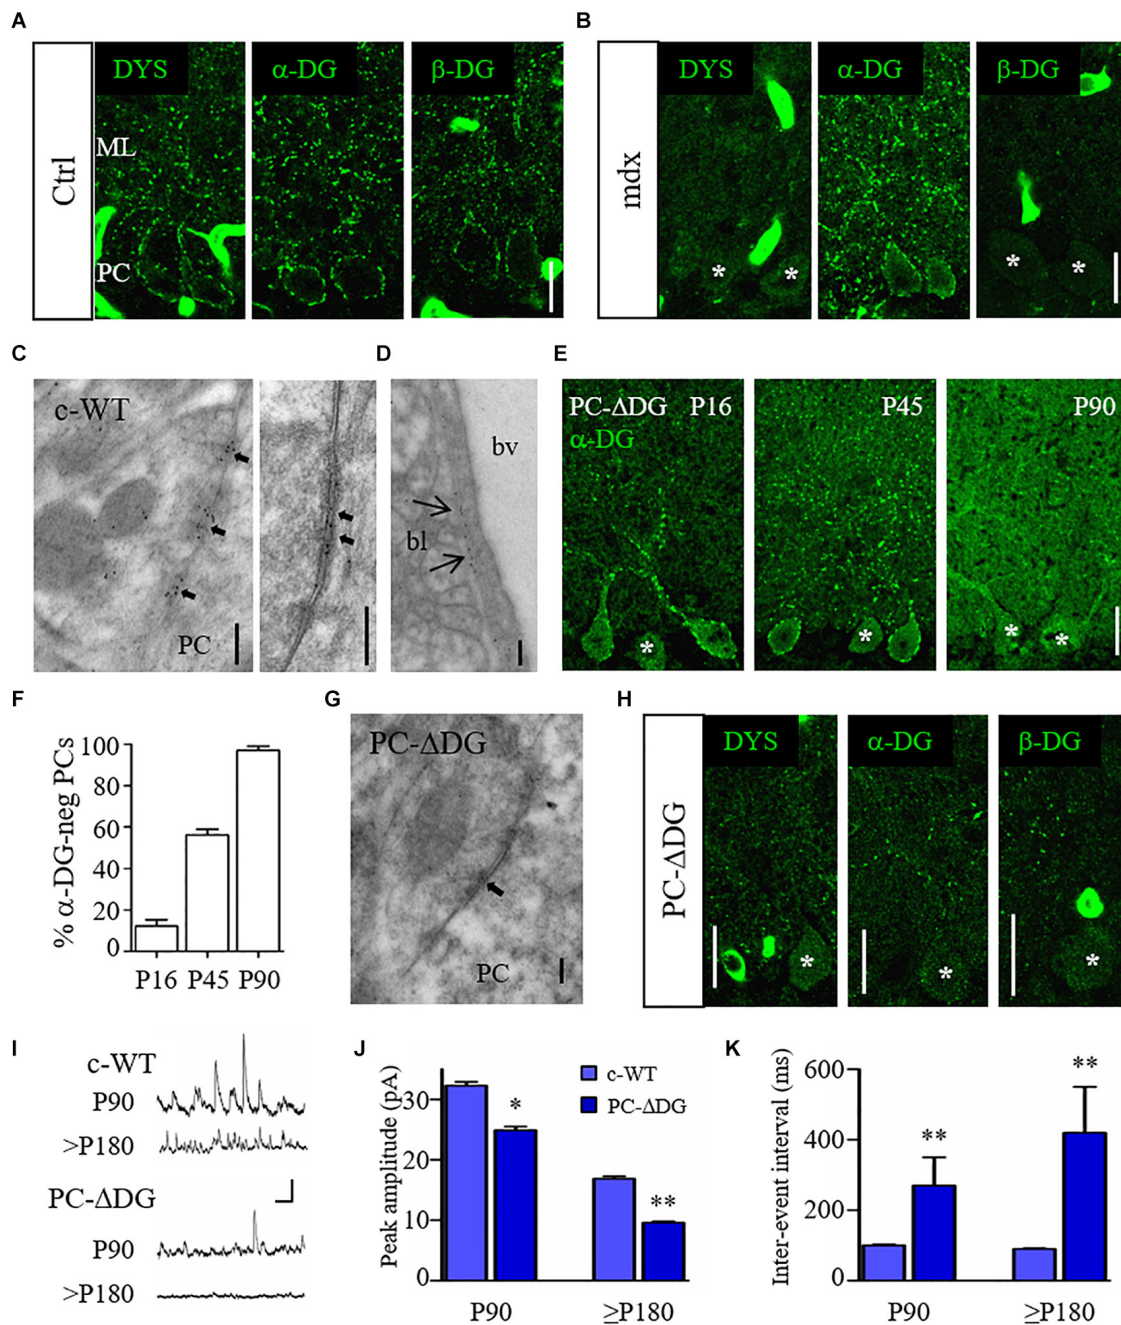 A
B
Ctrl
DYS
α-DG
β-DG
ML
PC
mdx
DYS
α-DG
β-DG
*
*
*
*
C
D
E
c-WT
PC
bv
bl
PC-ΔDG P16
α-DG
P45
P90
*
*
*
*
F
G
H
% α-DG-neg PCs
100
80
60
40
20
0
P16 P45 P90
PC-ΔDG
PC
PC-ΔDG
DYS
α-DG
β-DG
*
*
*
I
J
K
c-WT
P90
>P180
PC-ΔDG
P90
>P180
Peak amplitude (pA)
30
20
10
0
*
**
c-WT
PC-ΔDG
P90
≥P180
Inter-event interval (ms)
600
400
200
0
**
**
P90
≥P180